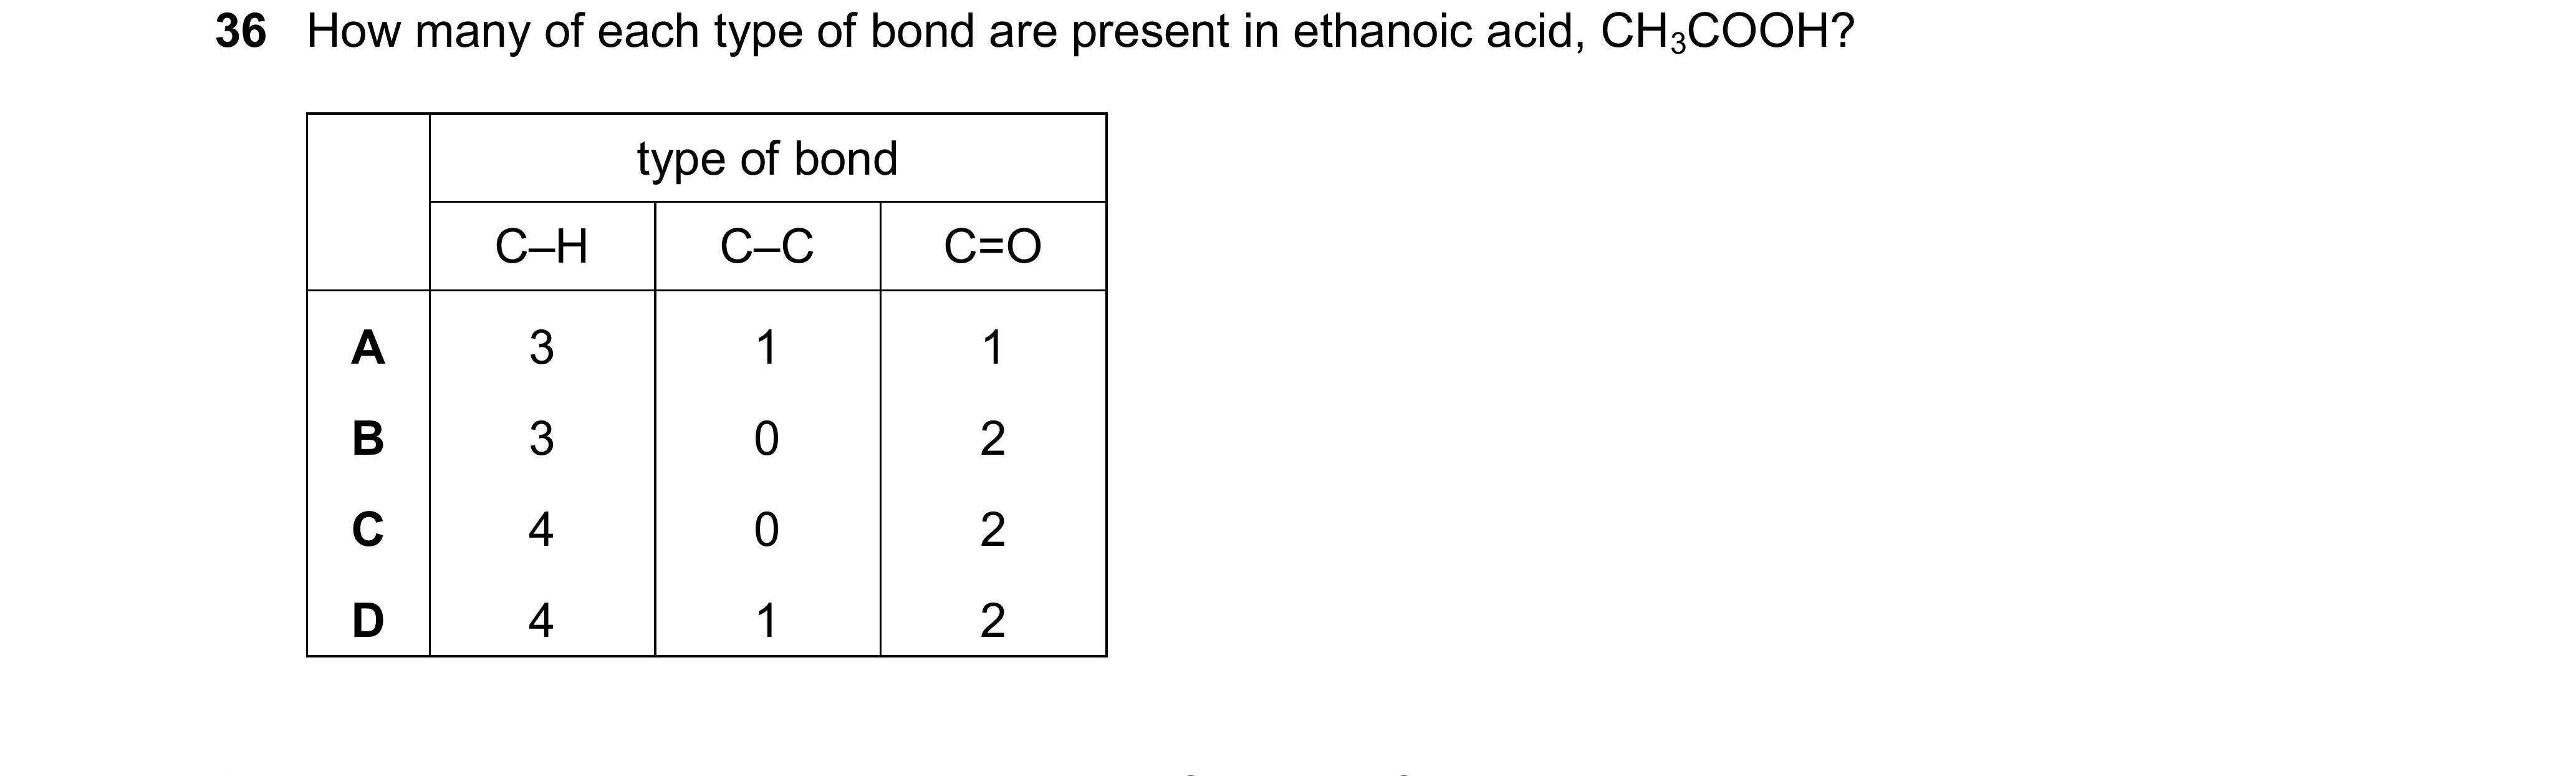 36 How many of each type of bond are present in ethanoic acid, CH₃COOH?
type of bond
C–H C–C C=O
A 3 1 1
B 3 0 2
C 4 0 2
D 4 1 2